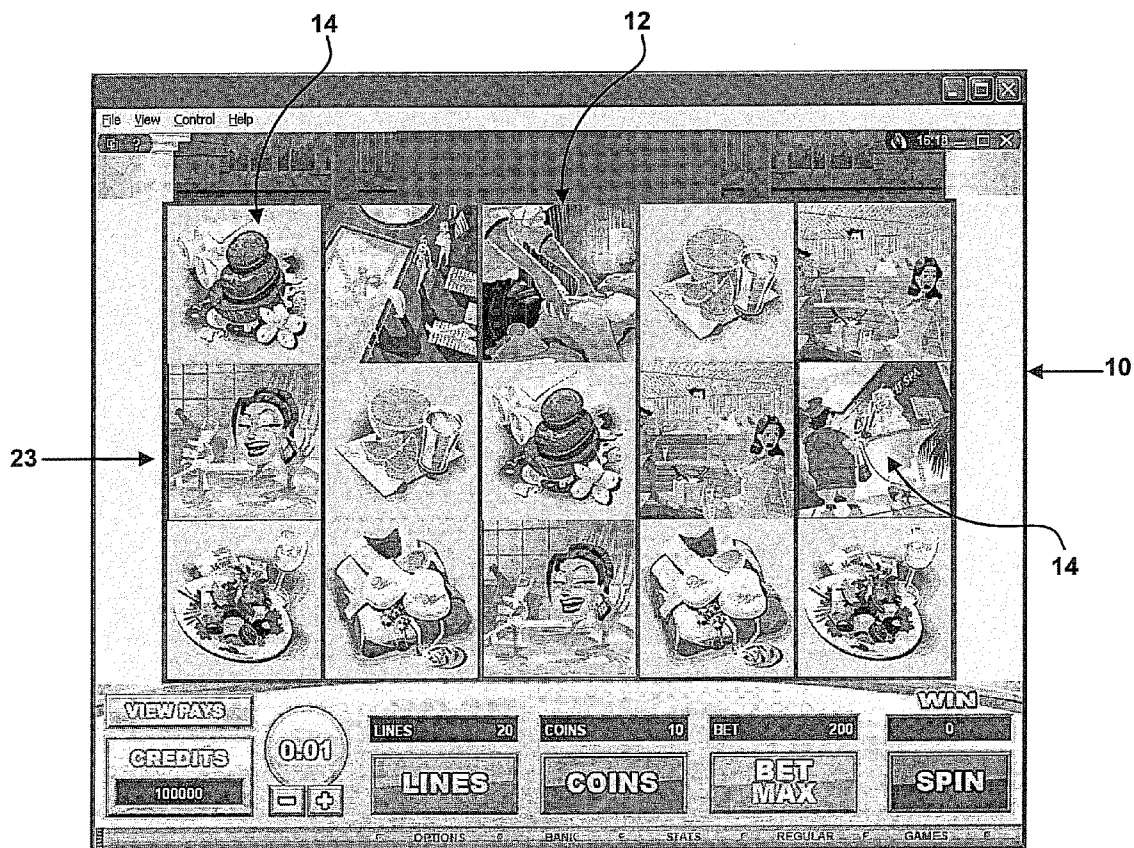 14
12
File View Control Help
?
16:18
10
23
14
VIEW PAYS
WIN
LINES 20
COINS 10
BET 200
0
CREDITS
100000
0.01
- +
LINES
COINS
BET MAX
SPIN
OPTIONS BANK STATS REGULAR GAMES